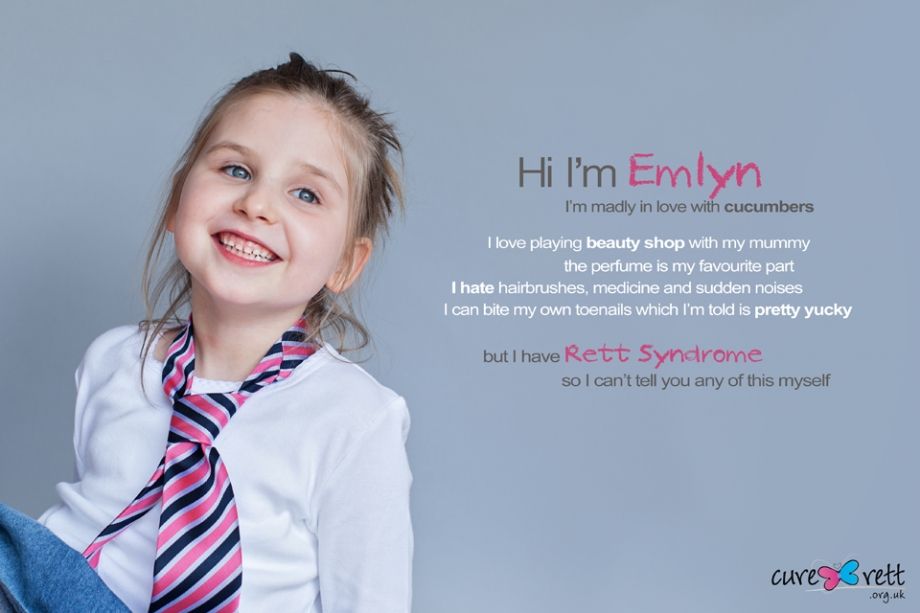 Hi I'm Emlyn
I'm madly in love with cucumbers
I love playing beauty shop with my mummy
the perfume is my favourite part
I hate hairbrushes, medicine and sudden noises
I can bite my own toenails which I'm told is pretty yucky
but I have Rett Syndrome
so I can't tell you any of this myself
cure rett
.org.uk